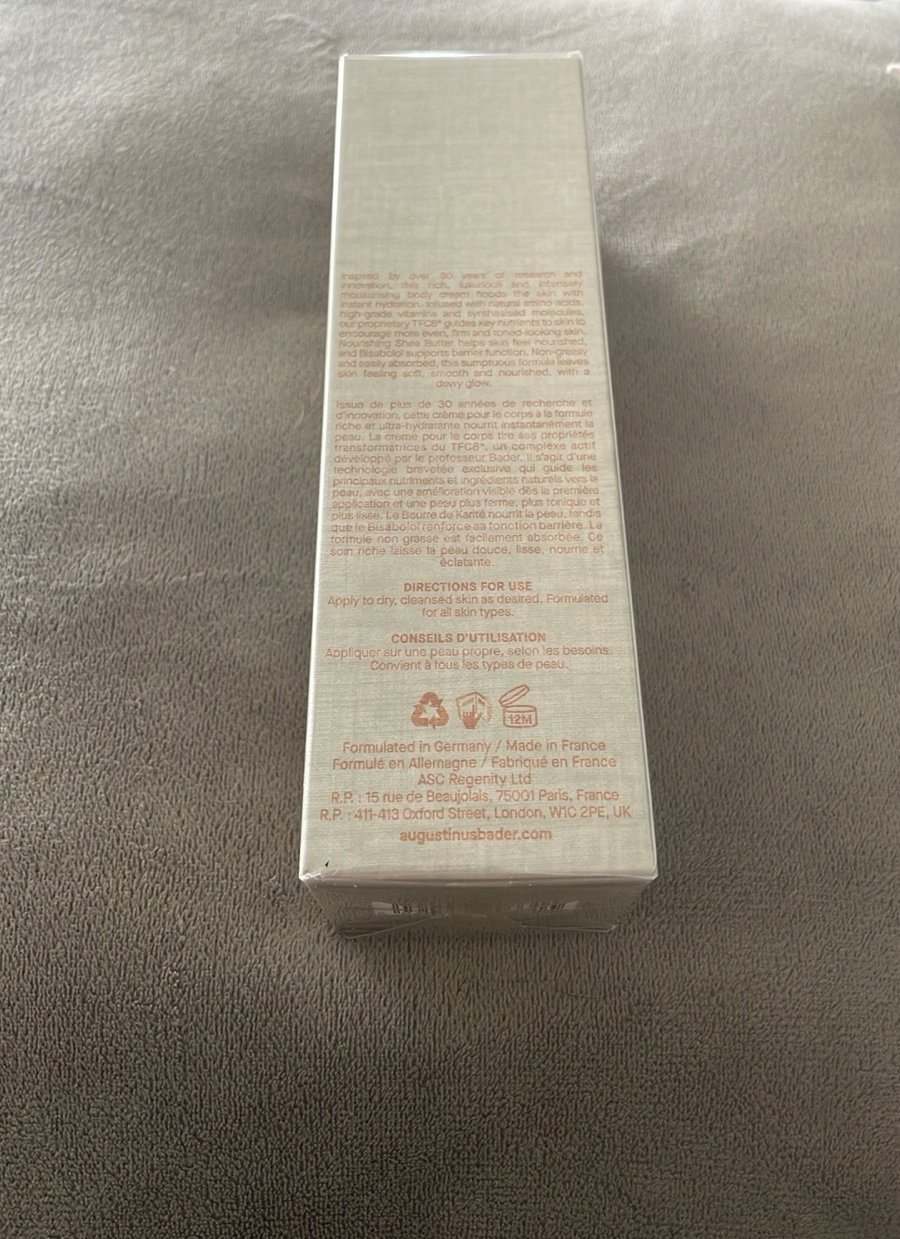 Inspired by over 30 years of research and
innovation, this rich, luxurious and intensely
moisturising body cream floods the skin with
instant hydration. Infused with natural amino acids,
high-grade vitamins and synthesised molecules,
our proprietary TFC8® guides key nutrients to skin to
encourage more even, firm and toned-looking skin.
Nourishing Shea Butter helps skin feel nourished,
and Bisabolol supports barrier function. Non-greasy
and easily absorbed, this sumptuous formula leaves
skin feeling soft, smooth and nourished, with a
dewy glow.
Issue de plus de 30 années de recherche et
d'innovation, cette crème pour le corps à la formule
riche et ultra-hydratante nourrit instantanément la
peau. La crème pour le corps tire ses propriétés
transformatrices du TFC8®, un complexe actif
développé par le professeur Bader. Il s'agit d'une
technologie brevetée exclusive qui guide les
principaux nutriments et ingrédients naturels vers la
peau, avec une amélioration visible dès la première
application et une peau plus ferme, plus tonique et
plus lisse. Le Beurre de Karité nourrit la peau, tandis
que le Bisabolol renforce sa fonction barrière. La
formule non grasse est facilement absorbée. Ce
soin riche laisse la peau douce, lisse, nourrie et
éclatante.
DIRECTIONS FOR USE
Apply to dry, cleansed skin as desired. Formulated
for all skin types.
CONSEILS D'UTILISATION
Appliquer sur une peau propre, selon les besoins.
Convient à tous les types de peau.
12M
Formulated in Germany / Made in France
Formulé en Allemagne / Fabriqué en France
ASC Regenity Ltd
R.P. : 15 rue de Beaujolais, 75001 Paris, France
R.P. : 411-413 Oxford Street, London, W1C 2PE, UK
augustinusbader.com